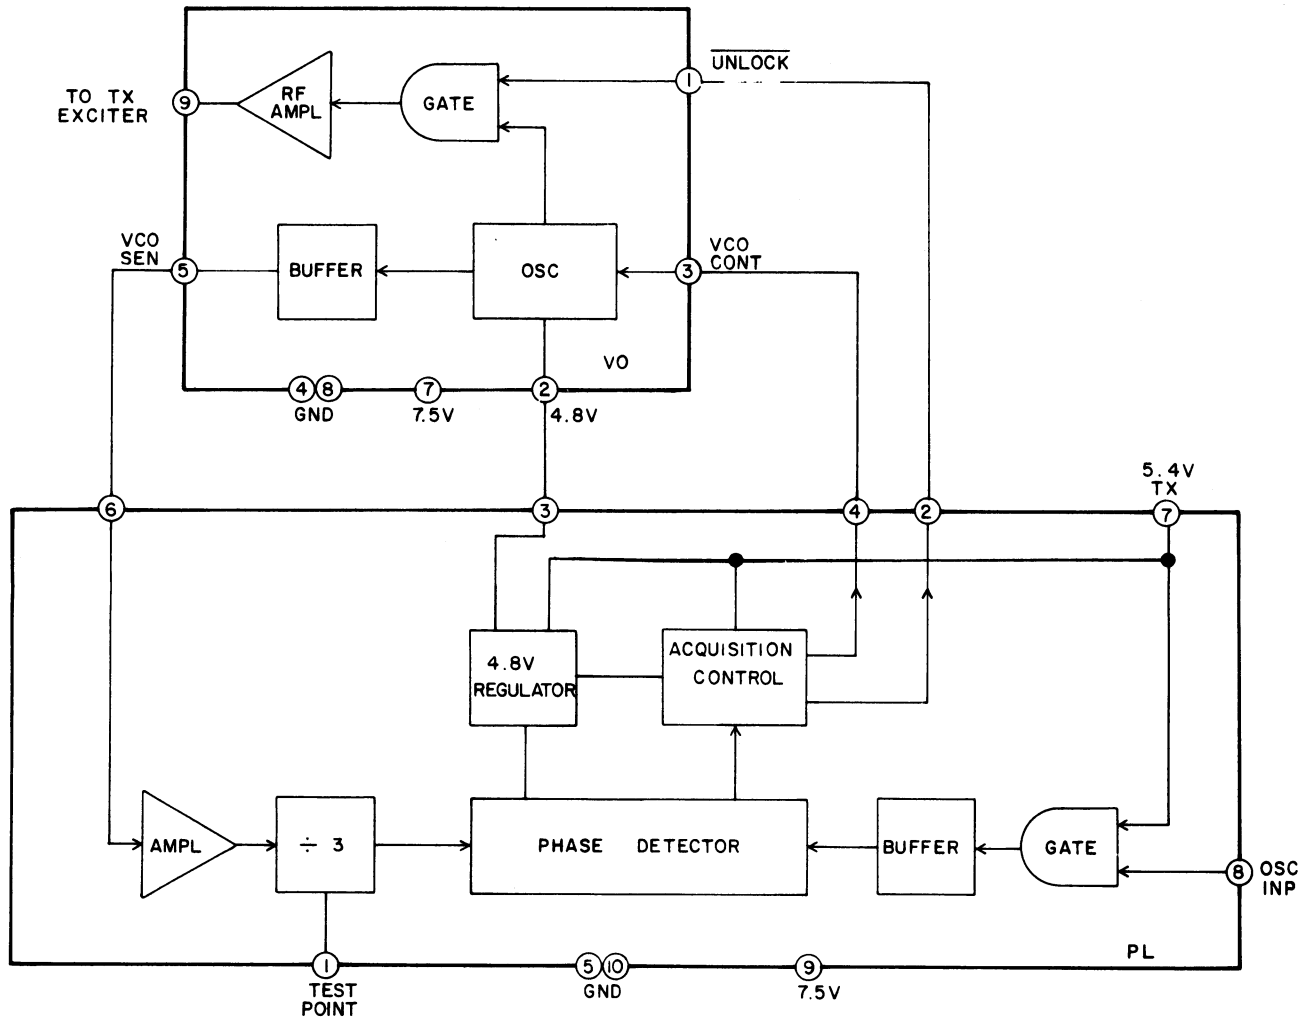 UNLOCK
1
TO TX
EXCITER
9
RF
AMPL
GATE
VCO
SEN
5
BUFFER
OSC
3
VCO
CONT
VO
4 8
GND
7
7.5V
2
4.8V
6
3
4
2
5.4V
TX
7
4.8V
REGULATOR
ACQUISITION
CONTROL
AMPL
÷ 3
PHASE DETECTOR
BUFFER
GATE
8
OSC
INP
PL
1
TEST
POINT
5 10
GND
9
7.5V